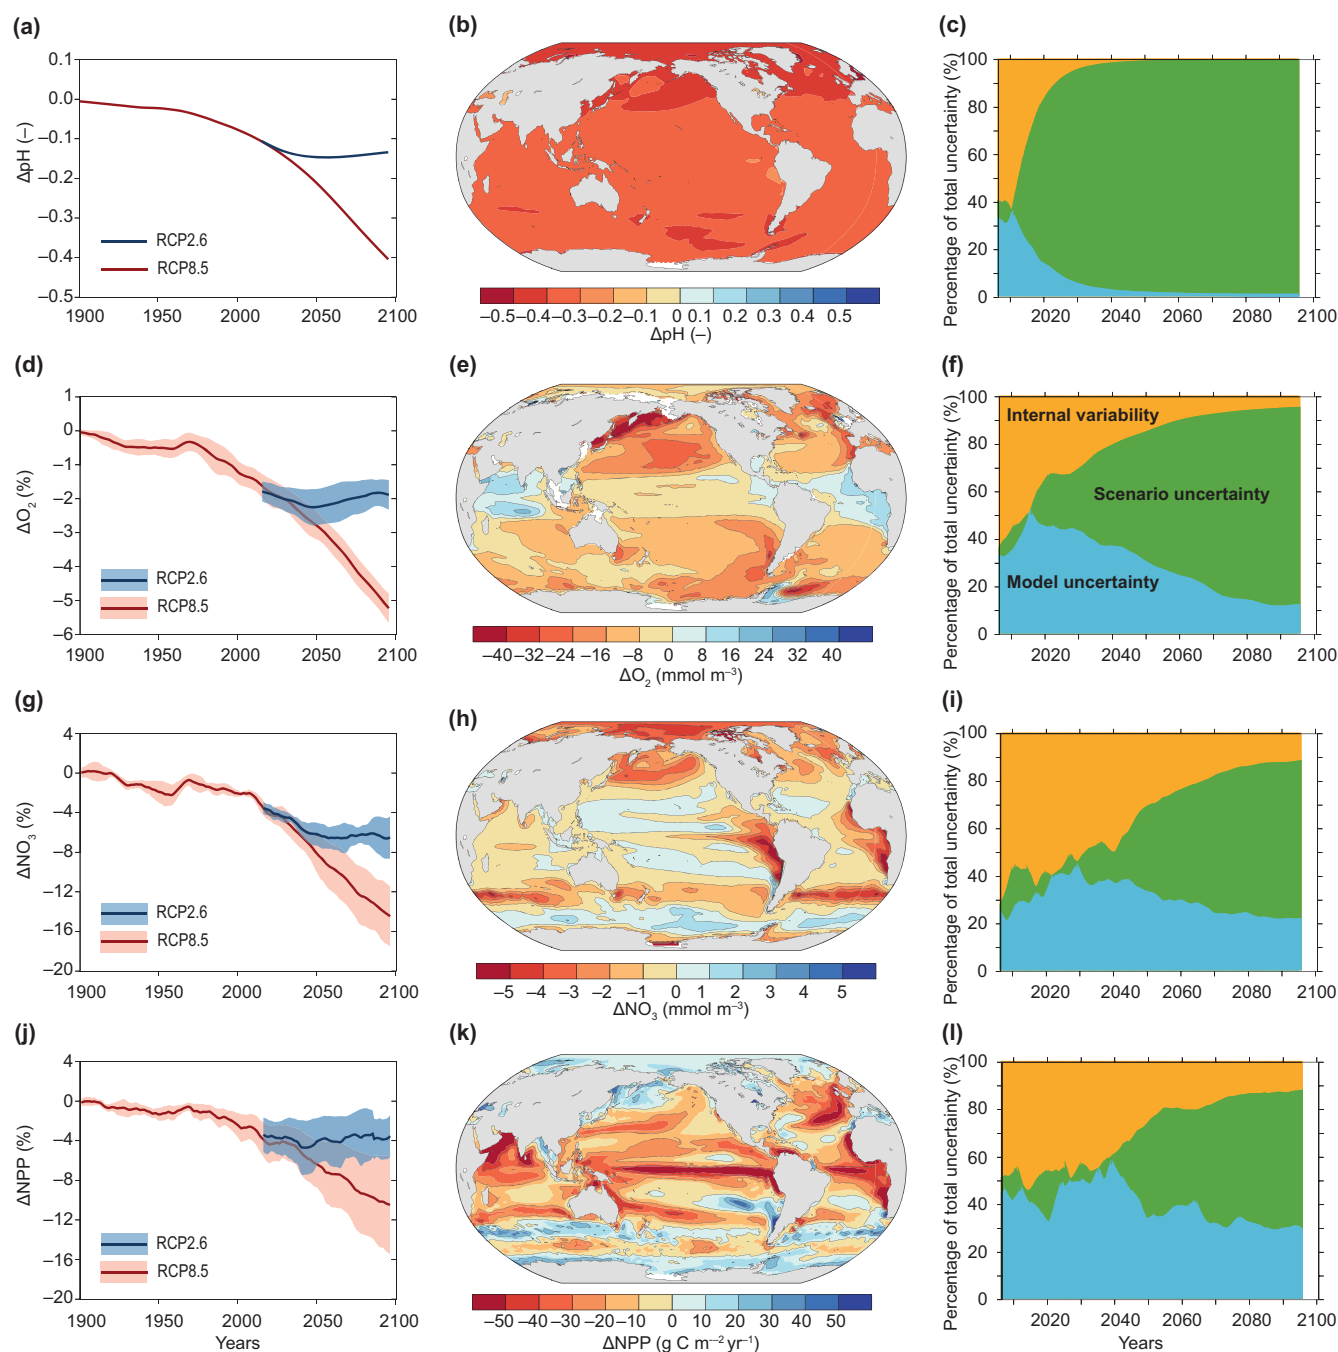 (a)
0.1
0.0
−0.1
−0.2
−0.3
−0.4
−0.5
ΔpH (–)
RCP2.6
RCP8.5
1900 1950 2000 2050 2100
(b)
−0.5 −0.4 −0.3 −0.2 −0.1 0 0.1 0.2 0.3 0.4 0.5
ΔpH (–)
(c)
Percentage of total uncertainty (%)
100
80
60
40
20
0
2020 2040 2060 2080 2100
(d)
1
0
−1
−2
−3
−4
−5
−6
ΔO₂ (%)
RCP2.6
RCP8.5
1900 1950 2000 2050 2100
(e)
−40 −32 −24 −16 −8 0 8 16 24 32 40
ΔO₂ (mmol m⁻³)
(f)
Percentage of total uncertainty (%)
100
80
60
40
20
0
Internal variability
Scenario uncertainty
Model uncertainty
2020 2040 2060 2080 2100
(g)
4
0
−4
−8
−12
−16
−20
ΔNO₃ (%)
RCP2.6
RCP8.5
1900 1950 2000 2050 2100
(h)
−5 −4 −3 −2 −1 0 1 2 3 4 5
ΔNO₃ (mmol m⁻³)
(i)
Percentage of total uncertainty (%)
100
80
60
40
20
0
2020 2040 2060 2080 2100
(j)
4
0
−4
−8
−12
−16
−20
ΔNPP (%)
RCP2.6
RCP8.5
1900 1950 2000 2050 2100
Years
(k)
−50 −40 −30 −20 −10 0 10 20 30 40 50
ΔNPP (g C m⁻² yr⁻¹)
(l)
Percentage of total uncertainty (%)
100
80
60
40
20
0
2020 2040 2060 2080 2100
Years